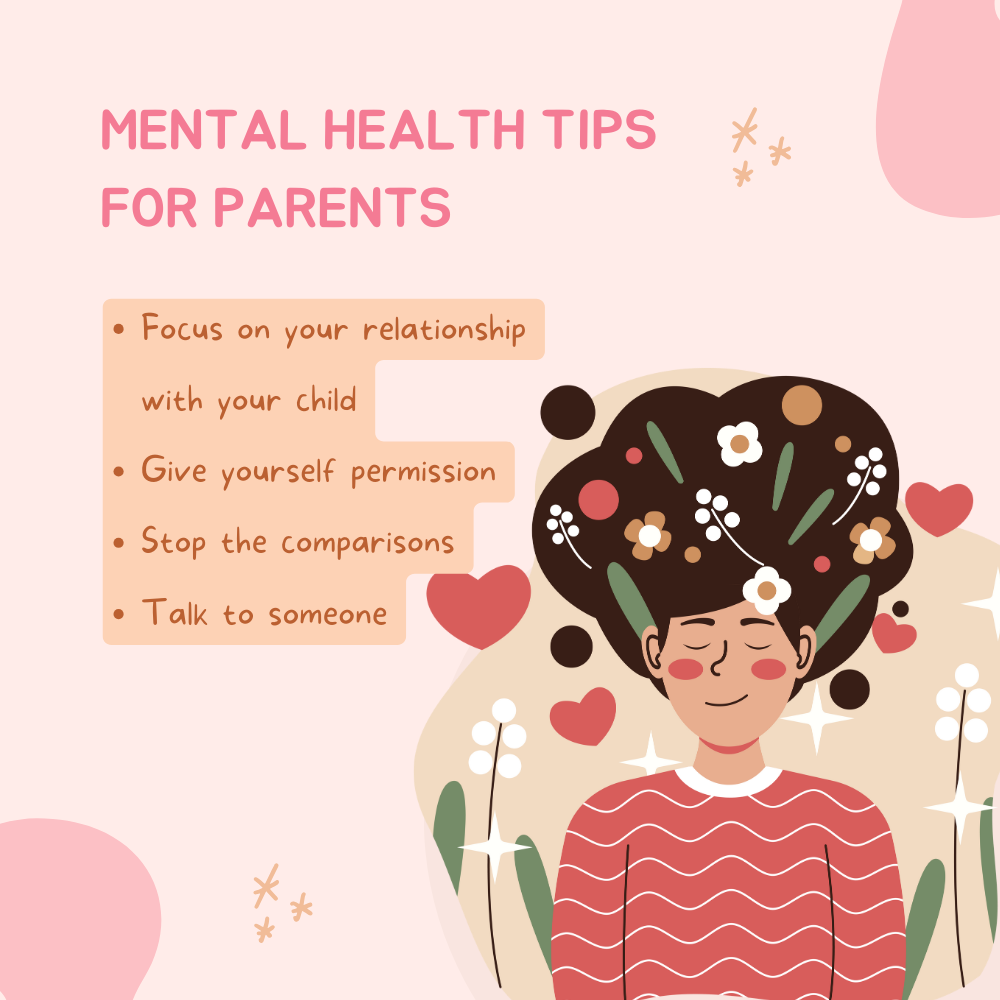 MENTAL HEALTH TIPS
FOR PARENTS
• Focus on your relationship
with your child
• Give yourself permission
• Stop the comparisons
• Talk to someone